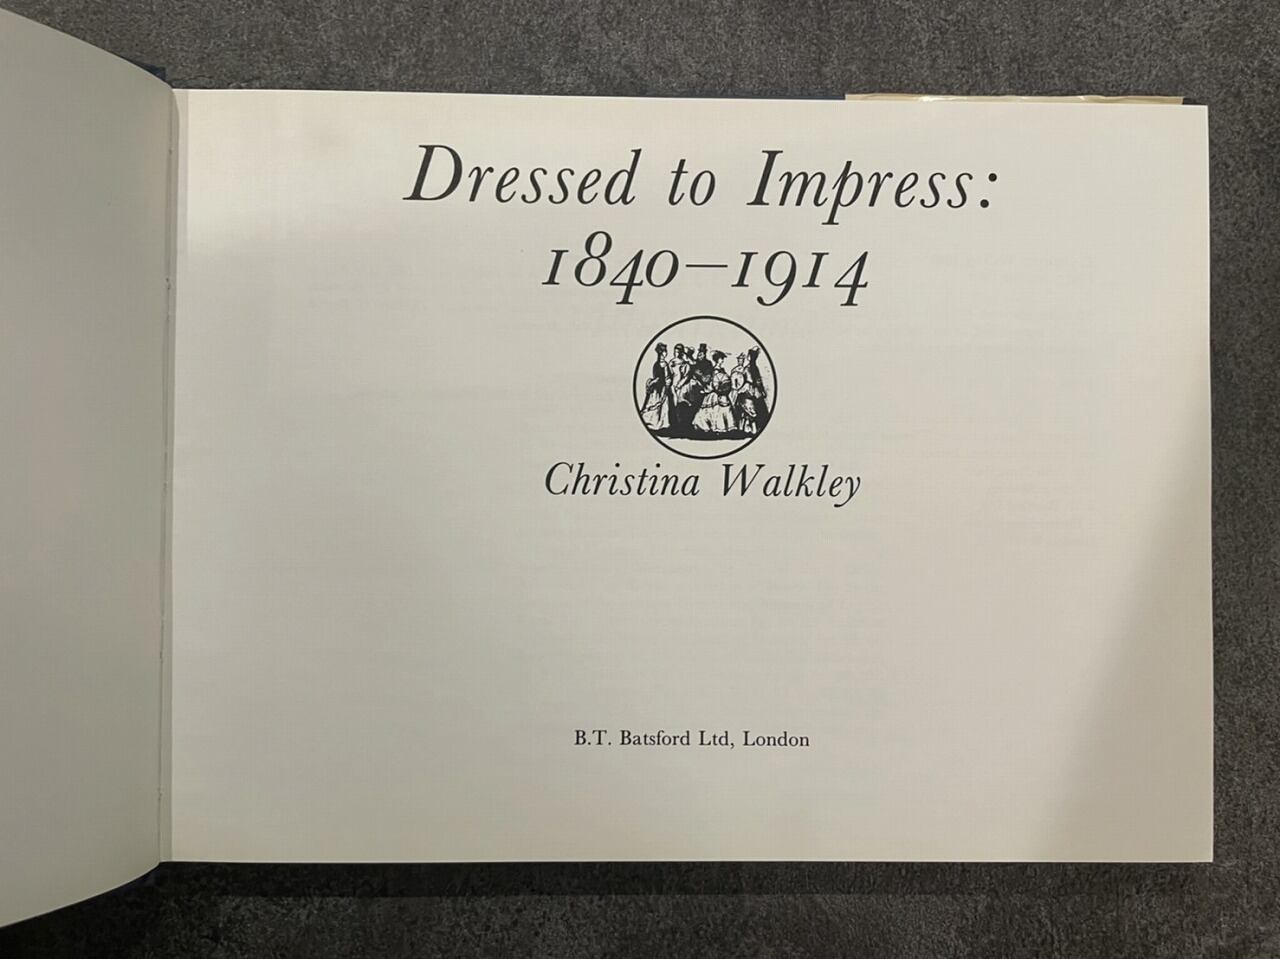 Dressed to Impress:
1840–1914
Christina Walkley
B.T. Batsford Ltd, London